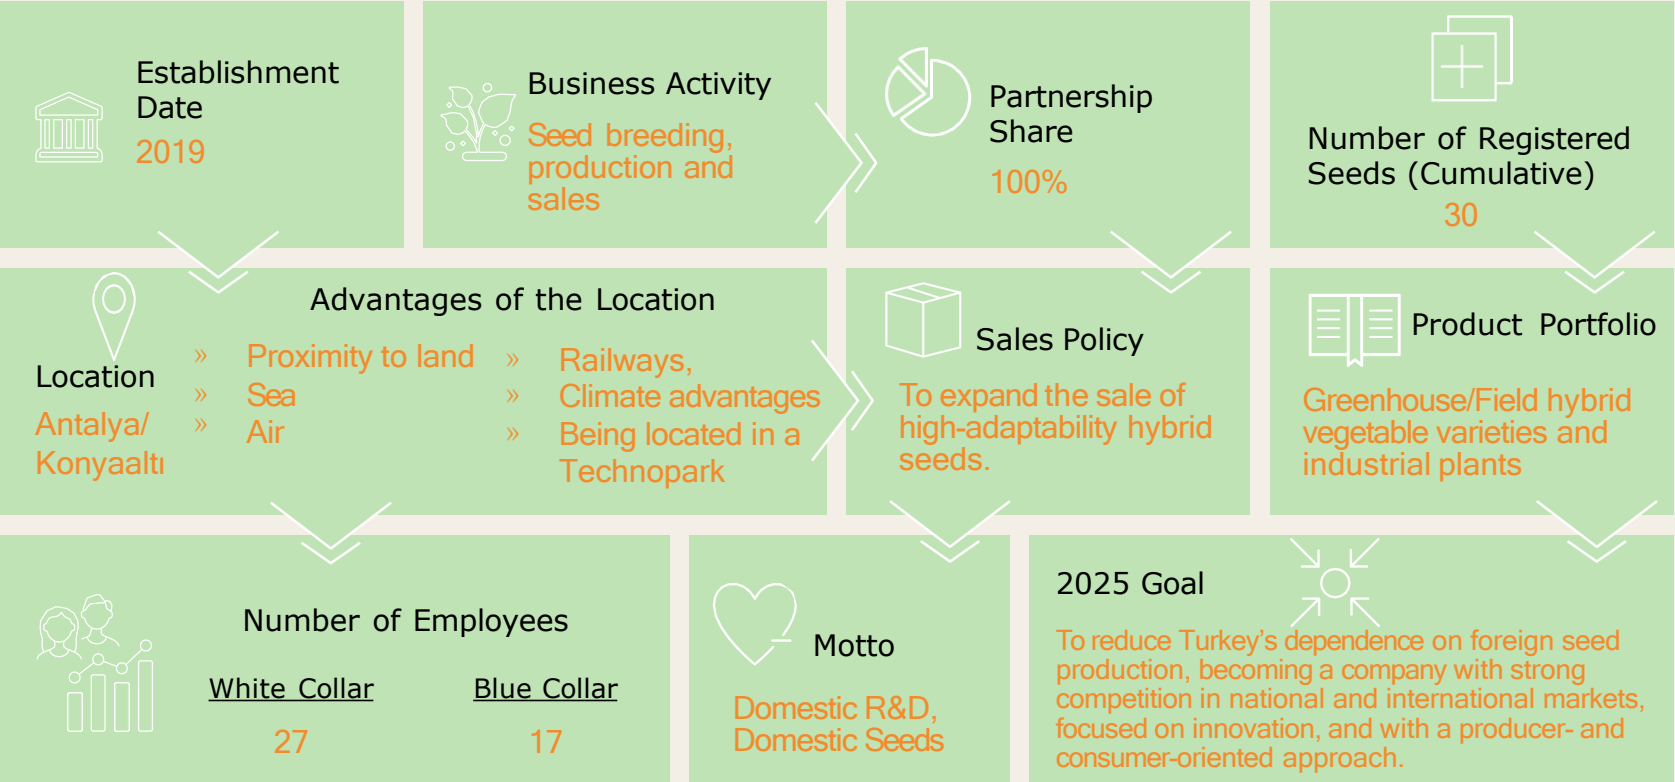 Establishment
Date
2019
Business Activity
Seed breeding,
production and
sales
Partnership
Share
100%
Number of Registered
Seeds (Cumulative)
30
Location
Antalya/
Konyaaltı
Advantages of the Location
» Proximity to land
» Sea
» Air
» Railways,
» Climate advantages
» Being located in a
Technopark
Sales Policy
To expand the sale of
high-adaptability hybrid
seeds.
Product Portfolio
Greenhouse/Field hybrid
vegetable varieties and
industrial plants
Number of Employees
White Collar
27
Blue Collar
17
Motto
Domestic R&D,
Domestic Seeds
2025 Goal
To reduce Turkey's dependence on foreign seed
production, becoming a company with strong
competition in national and international markets,
focused on innovation, and with a producer- and
consumer-oriented approach.